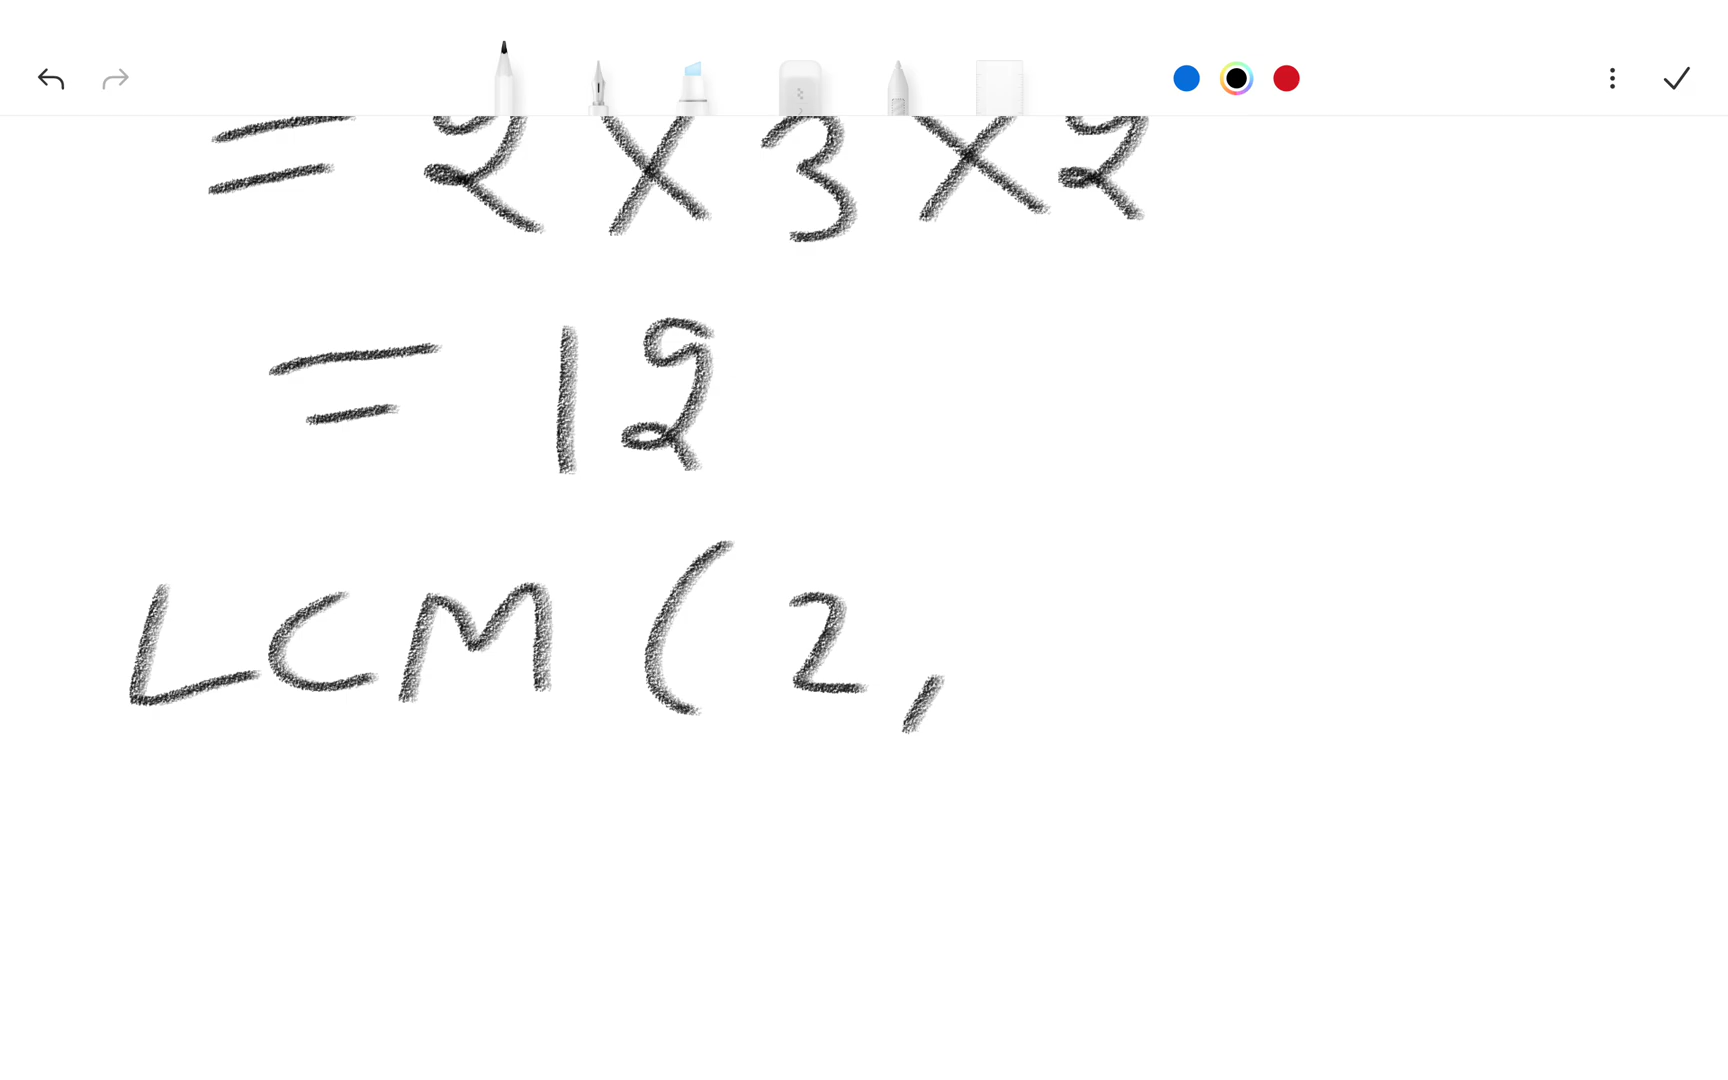 = 2 X 3 X 2
= 12
LCM ( 2 ,